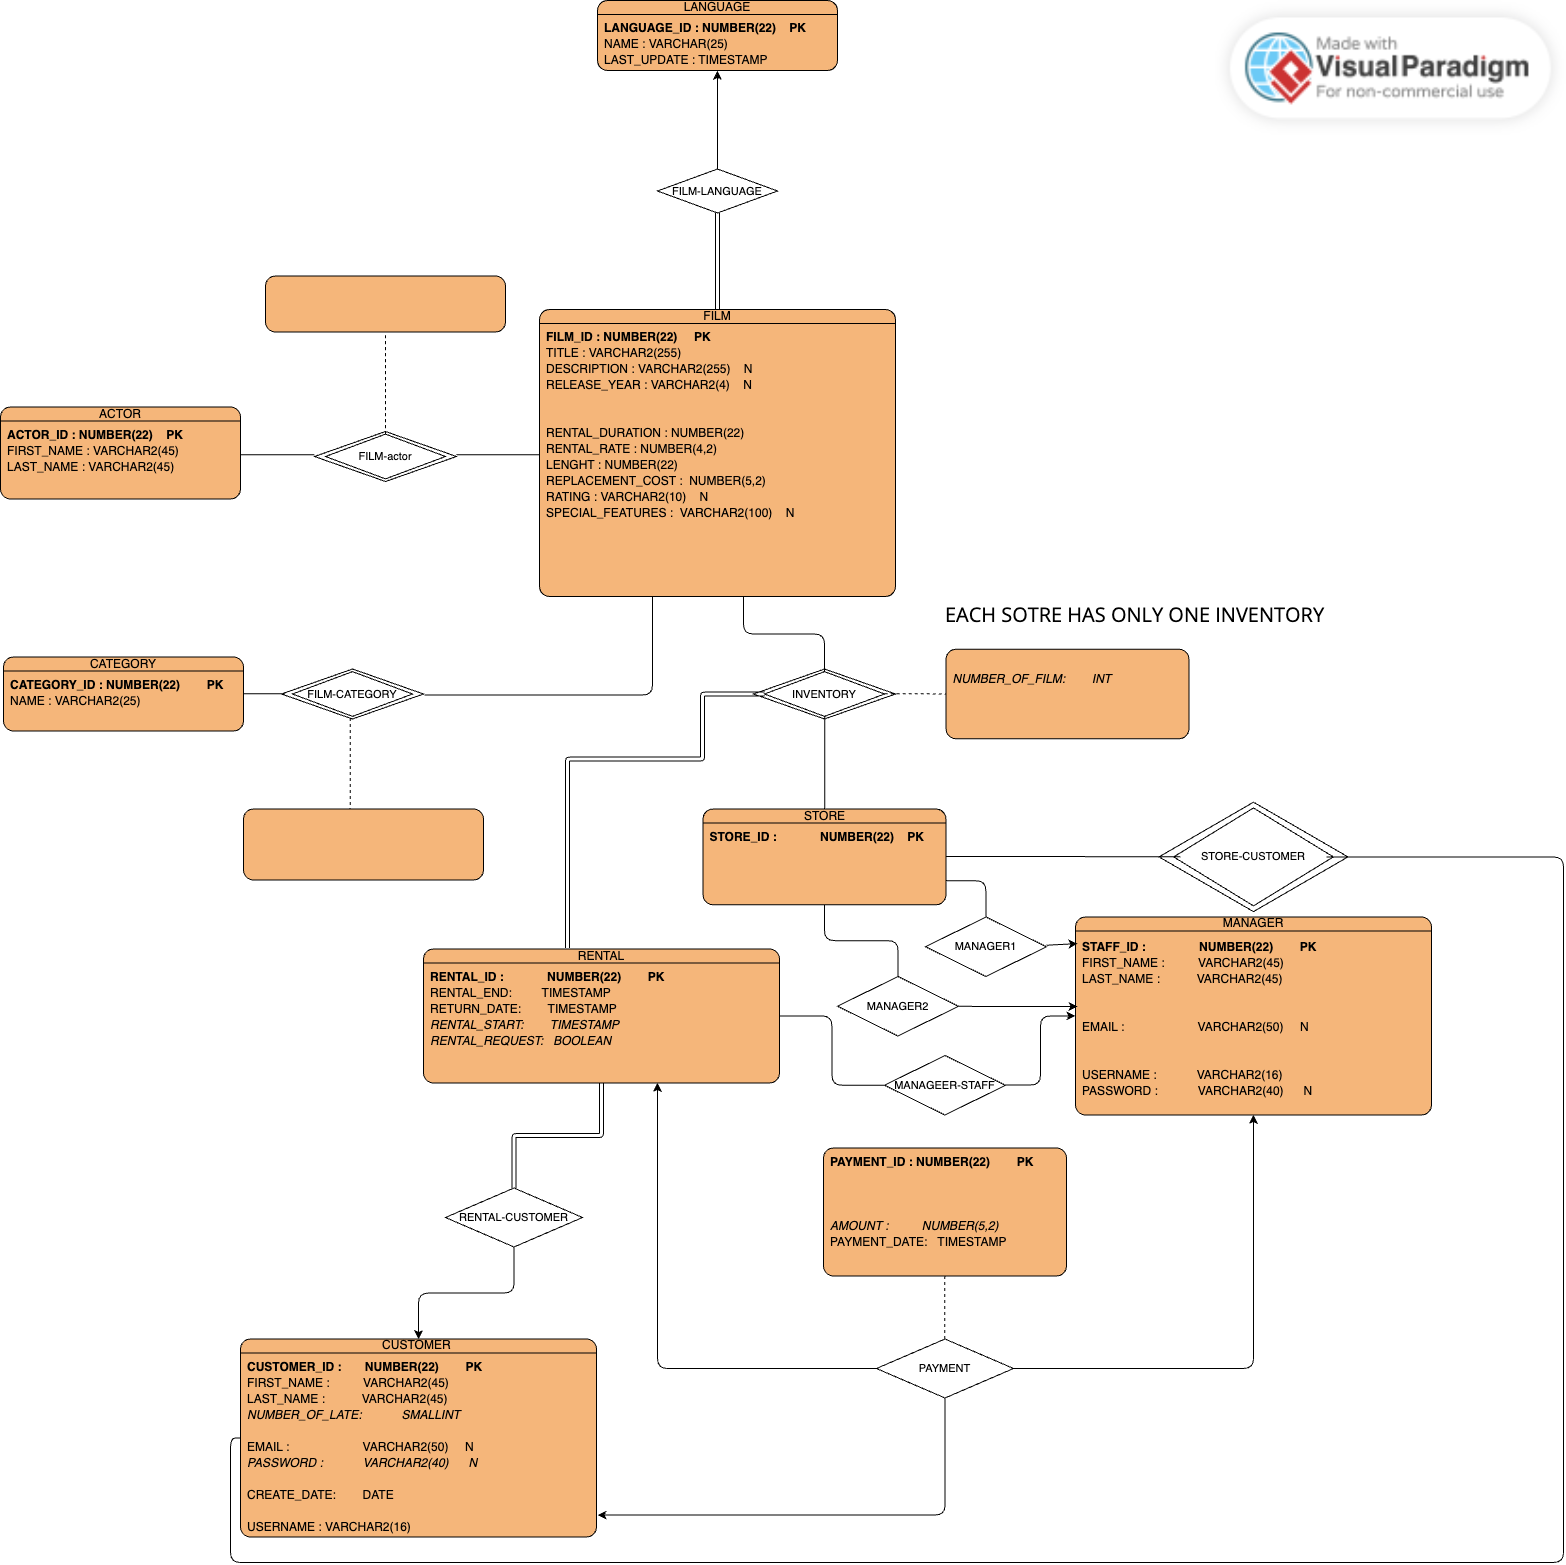 LANGUAGE
LANGUAGE_ID : NUMBER(22) PK
NAME : VARCHAR(25)
LAST_UPDATE : TIMESTAMP
Made with
Visual Paradigm
For non-commercial use
FILM-LANGUAGE
FILM
FILM_ID : NUMBER(22) PK
TITLE : VARCHAR2(255)
DESCRIPTION : VARCHAR2(255) N
RELEASE_YEAR : VARCHAR2(4) N
RENTAL_DURATION : NUMBER(22)
RENTAL_RATE : NUMBER(4,2)
LENGHT : NUMBER(22)
REPLACEMENT_COST : NUMBER(5,2)
RATING : VARCHAR2(10) N
SPECIAL_FEATURES : VARCHAR2(100) N
ACTOR
ACTOR_ID : NUMBER(22) PK
FIRST_NAME : VARCHAR2(45)
LAST_NAME : VARCHAR2(45)
FILM-actor
EACH SOTRE HAS ONLY ONE INVENTORY
CATEGORY
CATEGORY_ID : NUMBER(22) PK
NAME : VARCHAR2(25)
FILM-CATEGORY
INVENTORY
NUMBER_OF_FILM: INT
STORE
STORE_ID : NUMBER(22) PK
STORE-CUSTOMER
MANAGER1
MANAGER2
MANAGER
STAFF_ID : NUMBER(22) PK
FIRST_NAME : VARCHAR2(45)
LAST_NAME : VARCHAR2(45)
EMAIL : VARCHAR2(50) N
USERNAME : VARCHAR2(16)
PASSWORD : VARCHAR2(40) N
RENTAL
RENTAL_ID : NUMBER(22) PK
RENTAL_END: TIMESTAMP
RETURN_DATE: TIMESTAMP
RENTAL_START: TIMESTAMP
RENTAL_REQUEST: BOOLEAN
MANAGEER-STAFF
PAYMENT_ID : NUMBER(22) PK
AMOUNT : NUMBER(5,2)
PAYMENT_DATE: TIMESTAMP
RENTAL-CUSTOMER
PAYMENT
CUSTOMER
CUSTOMER_ID : NUMBER(22) PK
FIRST_NAME : VARCHAR2(45)
LAST_NAME : VARCHAR2(45)
NUMBER_OF_LATE: SMALLINT
EMAIL : VARCHAR2(50) N
PASSWORD : VARCHAR2(40) N
CREATE_DATE: DATE
USERNAME : VARCHAR2(16)